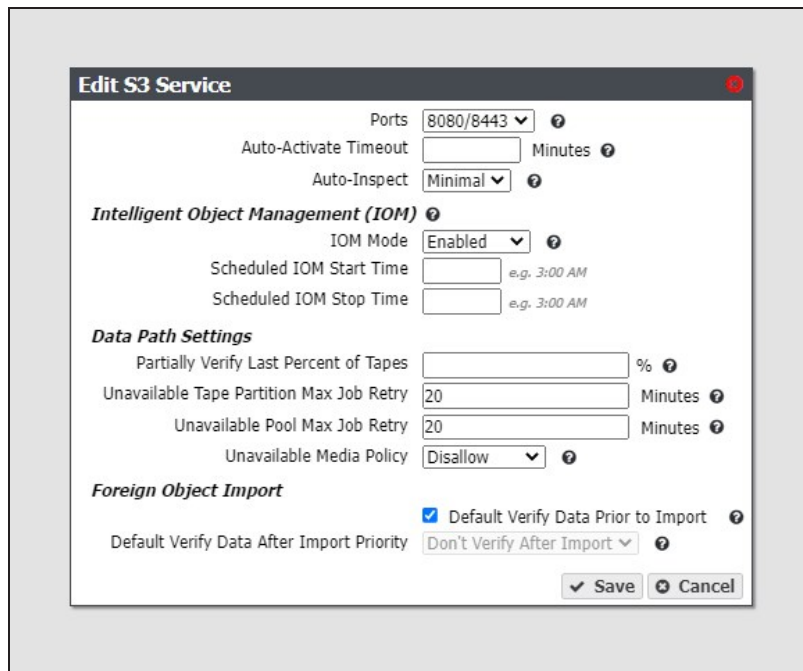 Edit S3 Service
Ports 8080/8443
Auto-Activate Timeout Minutes
Auto-Inspect Minimal
Intelligent Object Management (IOM)
IOM Mode Enabled
Scheduled IOM Start Time e.g. 3:00 AM
Scheduled IOM Stop Time e.g. 3:00 AM
Data Path Settings
Partially Verify Last Percent of Tapes %
Unavailable Tape Partition Max Job Retry 20 Minutes
Unavailable Pool Max Job Retry 20 Minutes
Unavailable Media Policy Disallow
Foreign Object Import
Default Verify Data Prior to Import
Default Verify Data After Import Priority Don't Verify After Import
Save Cancel